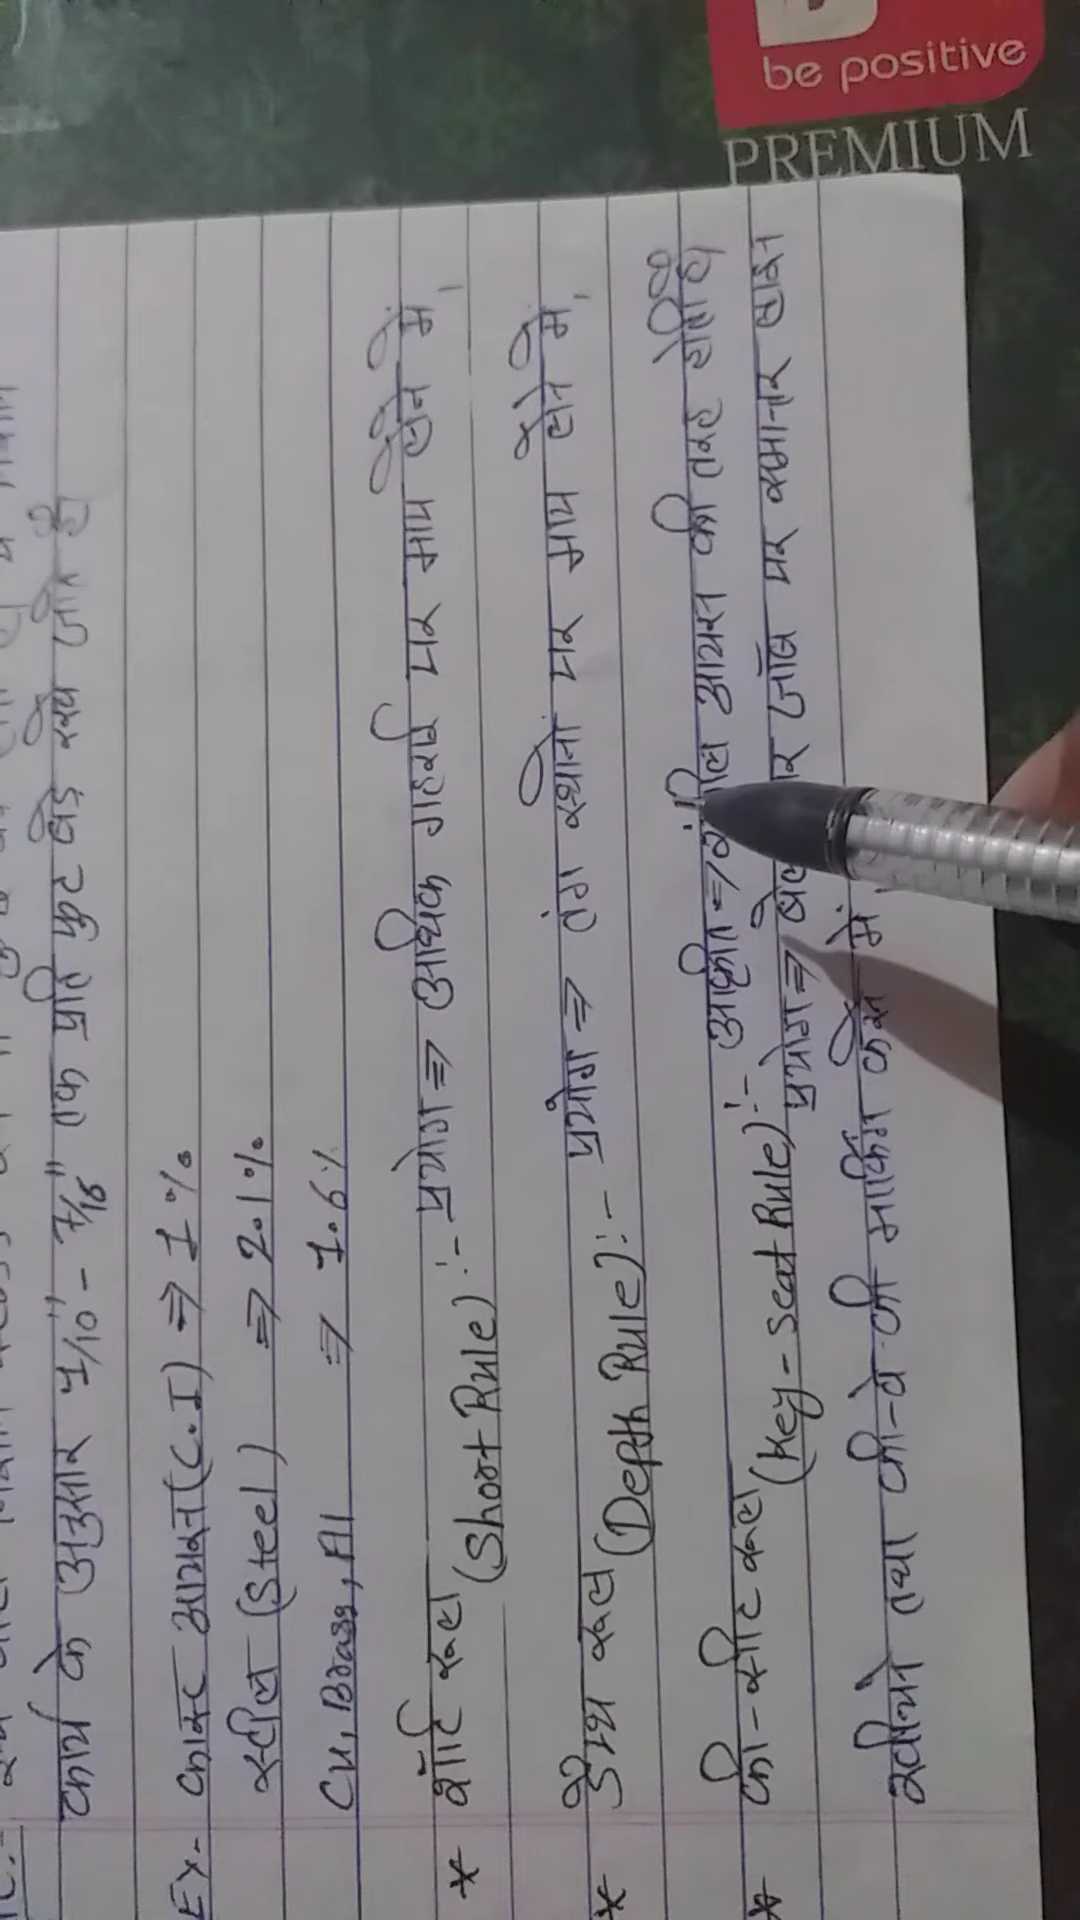 be positive
PREMIUM
कार्य के अनुसार 1/10" - 7/16" तक प्रति फुट बड़े रखे जाते हैं
Ex- कास्ट आयरन (C.I) ⇒ 1%
स्टील (Steel) ⇒ 2.1%
Cu, Brass, Al ⇒ 1.6%
* शॉर्ट रूल (Short Rule) :- प्रयोग ⇒ अधिक गहराई पर माप लेने में,
* डेप्थ रूल (Depth Rule) :- प्रयोग ⇒ तंग स्थानों पर माप लेने में,
* की-सीट रूल (Key-seat Rule) :- आकृति ⇒ आयरन की तरह होती है
प्रयोग ⇒ जॉब पर समान्तर लाइन
खींचने तथा की-वे की मार्किंग करने में,